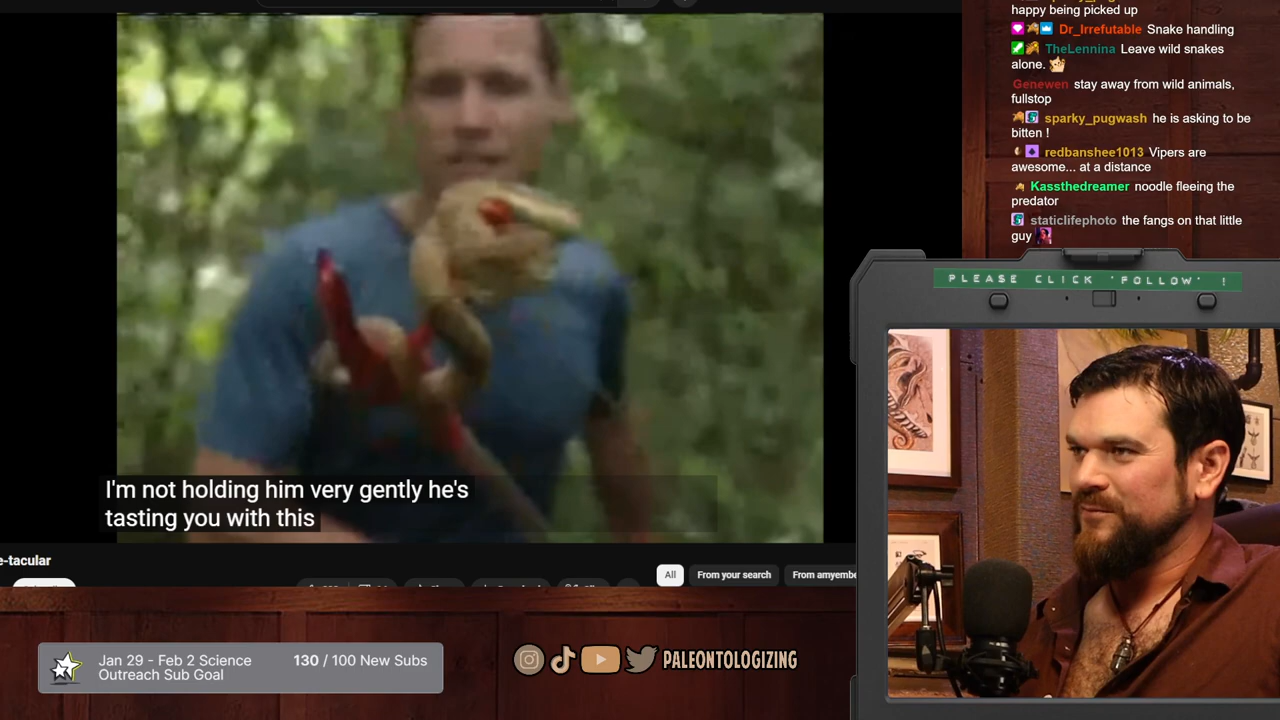 happy being picked up
Dr_Irrefutable Snake handling
TheLennina Leave wild snakes
alone.
Genewen stay away from wild animals,
fullstop
sparky_pugwash he is asking to be
bitten !
redbanshee1013 Vipers are
awesome... at a distance
Kassthedreamer noodle fleeing the
predator
staticlifephoto the fangs on that little
guy
PLEASE CLICK 'FOLLOW' !
I'm not holding him very gently he's
tasting you with this
e-tacular
All From your search From amyembe
Jan 29 - Feb 2 Science 130 / 100 New Subs
Outreach Sub Goal
PALEONTOLOGIZING